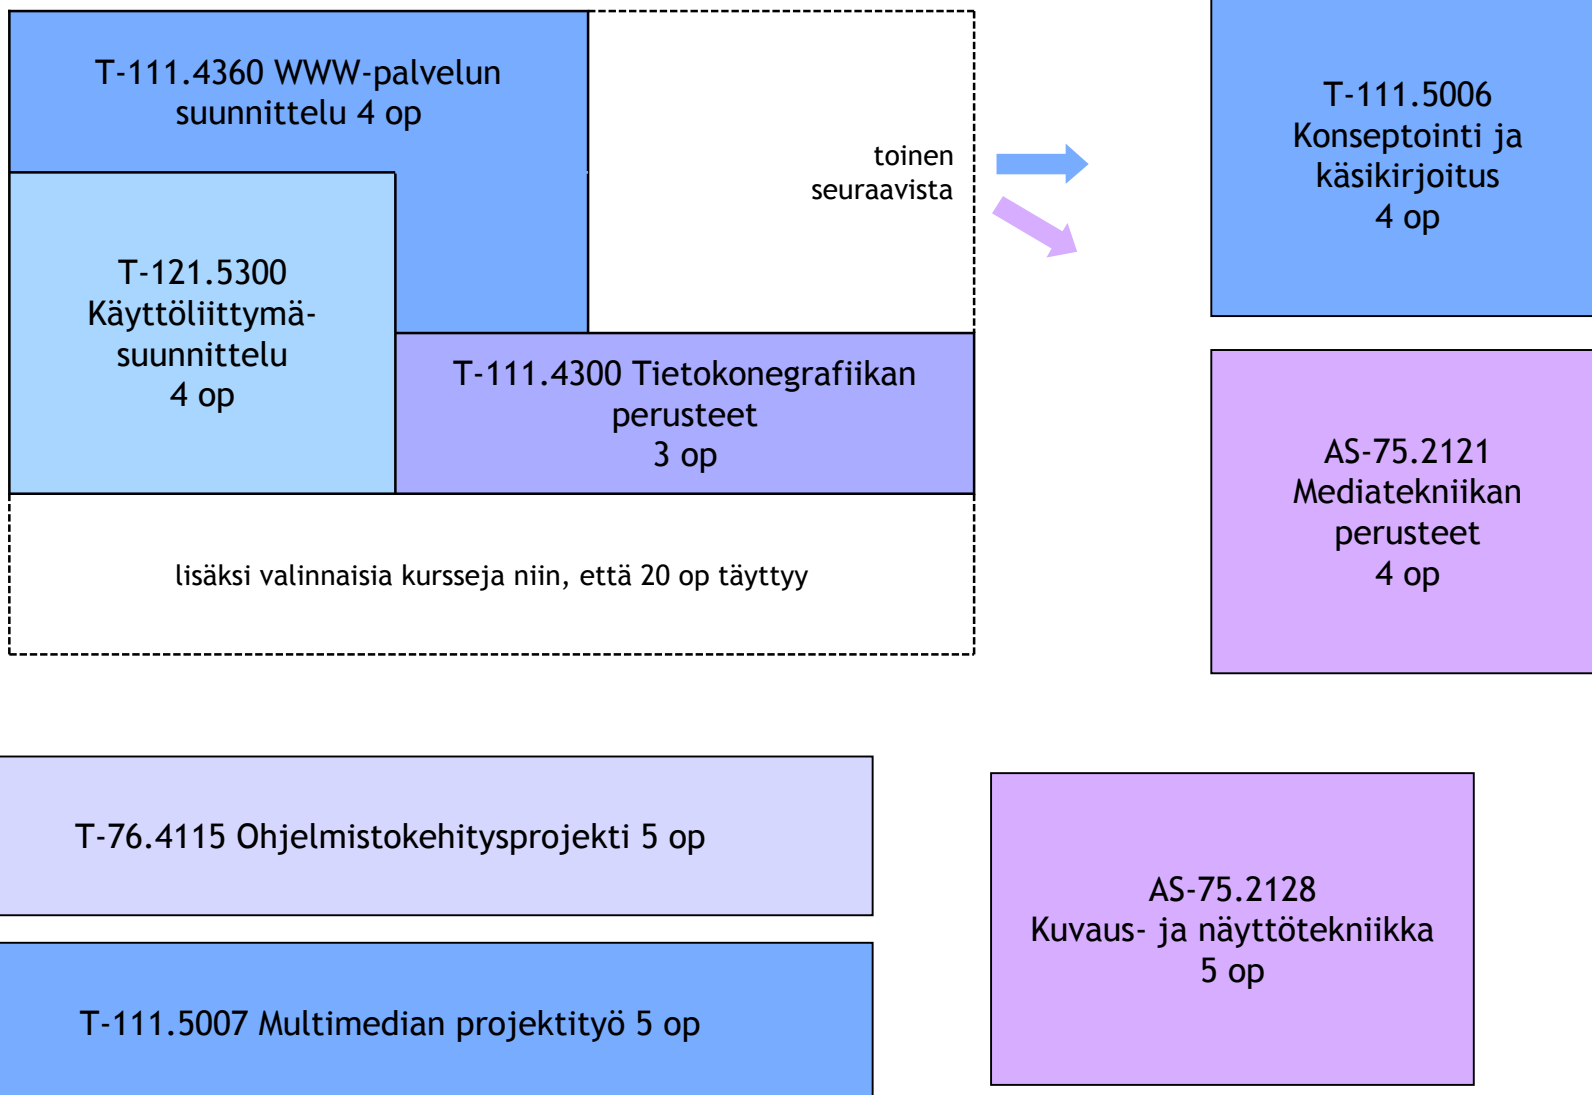 T-111.4360 WWW-palvelun
suunnittelu 4 op
toinen
seuraavista
T-121.5300
Käyttöliittymä-
suunnittelu
4 op
T-111.4300 Tietokonegrafiikan
perusteet
3 op
lisäksi valinnaisia kursseja niin, että 20 op täyttyy
T-111.5006
Konseptointi ja
käsikirjoitus
4 op
AS-75.2121
Mediatekniikan
perusteet
4 op
T-76.4115 Ohjelmistokehitysprojekti 5 op
T-111.5007 Multimedian projektityö 5 op
AS-75.2128
Kuvaus- ja näyttötekniikka
5 op